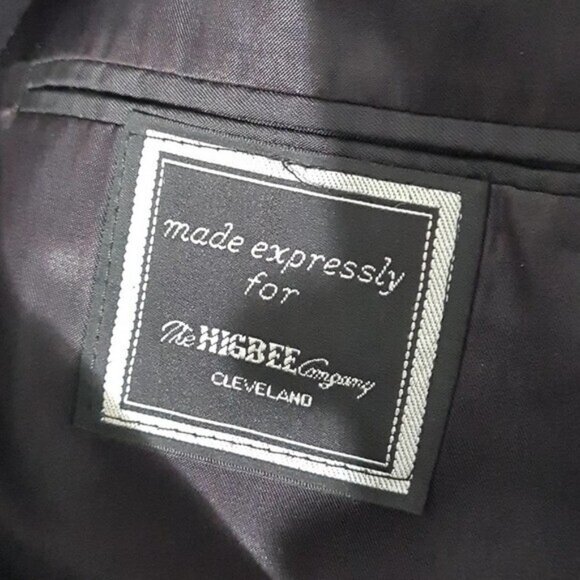 made expressly
for
The HIGBEE Company
CLEVELAND